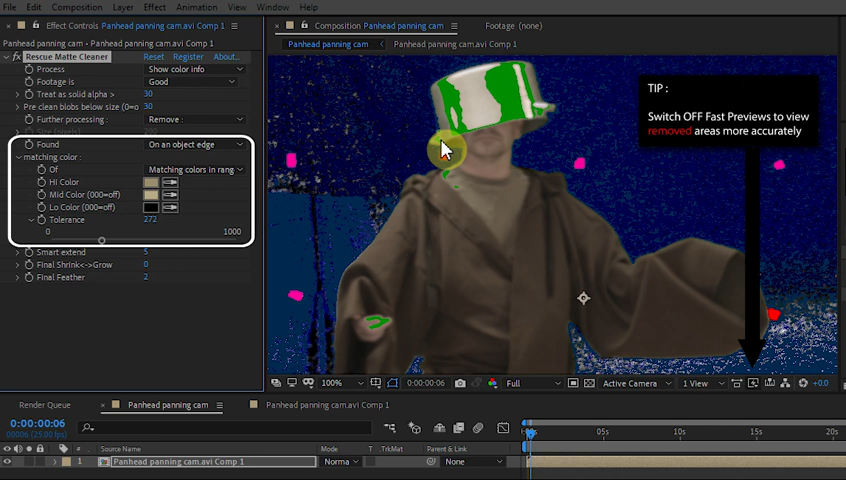 File Edit Composition Layer Effect Animation View Window Help
Effect Controls Panhead panning cam.avi Comp 1
Composition Panhead panning cam
Footage (none)
Panhead panning cam · Panhead panning cam.avi Comp 1
Panhead panning cam
Panhead panning cam.avi Comp 1
fx Rescue Matte Cleaner Reset Register About...
Process Show color info
Footage is Good
Treat as solid alpha > 30
Pre clean blobs below size (0=o 30
Further processing : Remove :
Size (pixels) 200
Found On an object edge
matching color :
Of Matching colors in rang
Hi Color
Mid Color (000=off)
Lo Color (000=off)
Tolerance 272
0 1000
Smart extend 5
Final Shrink<->Grow 0
Final Feather 2
TIP :
Switch OFF Fast Previews to view
removed areas more accurately
100% 0:00:00:06 Full Active Camera 1 View +0.0
Render Queue Panhead panning cam Panhead panning cam.avi Comp 1
0:00:00:06
00006 (25.00 fps)
05s 10s 15s 20s
# Source Name Mode T .TrkMat Parent & Link
1 Panhead panning cam.avi Comp 1 Norma None